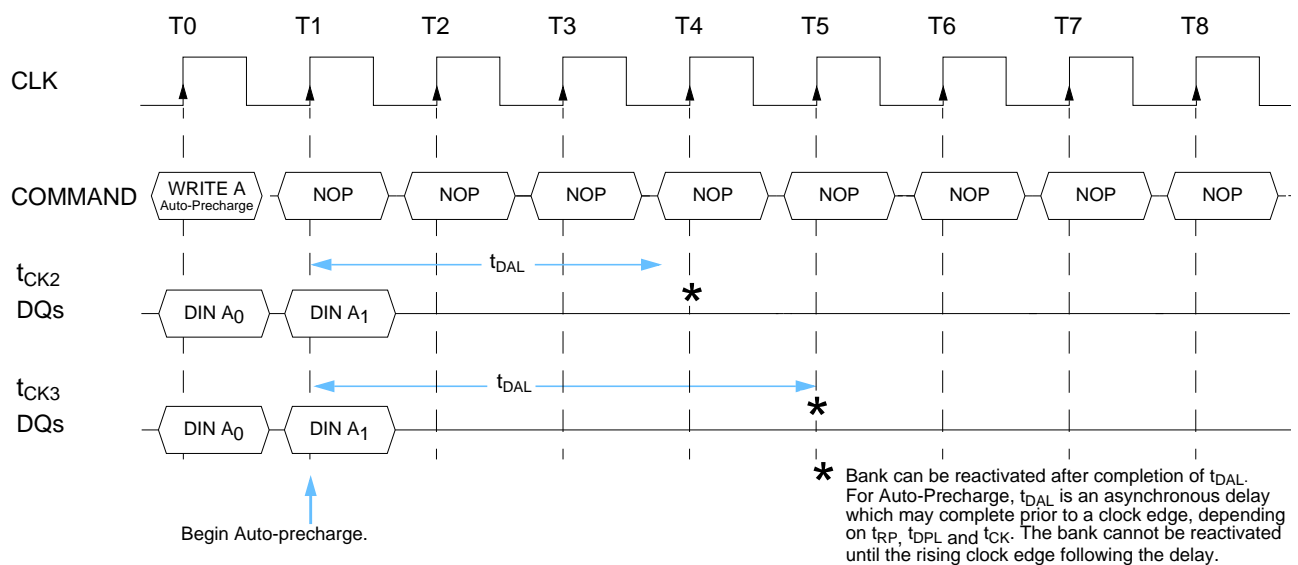 T0 T1 T2 T3 T4 T5 T6 T7 T8
CLK
COMMAND
WRITE A
Auto-Precharge
NOP NOP NOP NOP NOP NOP NOP NOP
tCK2
DQs
tDAL
*
DIN A0 DIN A1
tCK3
DQs
tDAL
*
DIN A0 DIN A1
Begin Auto-precharge.
* Bank can be reactivated after completion of tDAL.
For Auto-Precharge, tDAL is an asynchronous delay
which may complete prior to a clock edge, depending
on tRP, tDPL and tCK. The bank cannot be reactivated
until the rising clock edge following the delay.